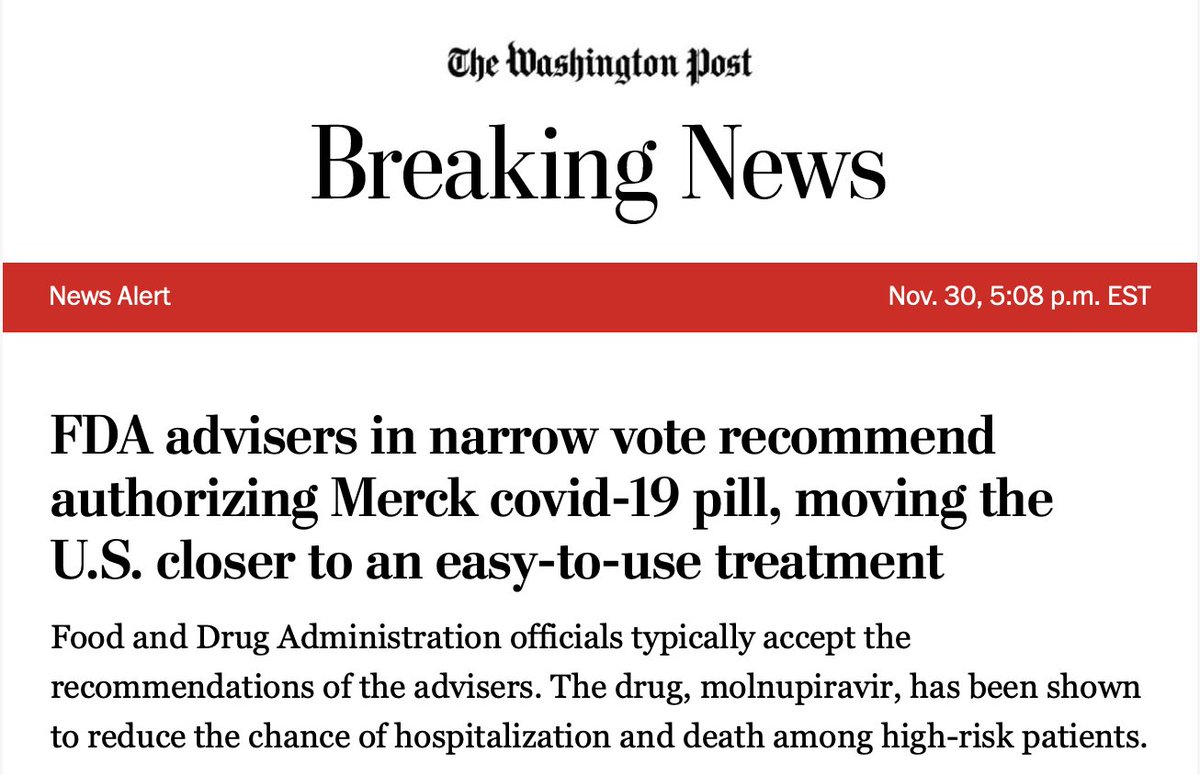 The Washington Post
Breaking News
News Alert
Nov. 30, 5:08 p.m. EST
FDA advisers in narrow vote recommend
authorizing Merck covid-19 pill, moving the
U.S. closer to an easy-to-use treatment
Food and Drug Administration officials typically accept the
recommendations of the advisers. The drug, molnupiravir, has been shown
to reduce the chance of hospitalization and death among high-risk patients.